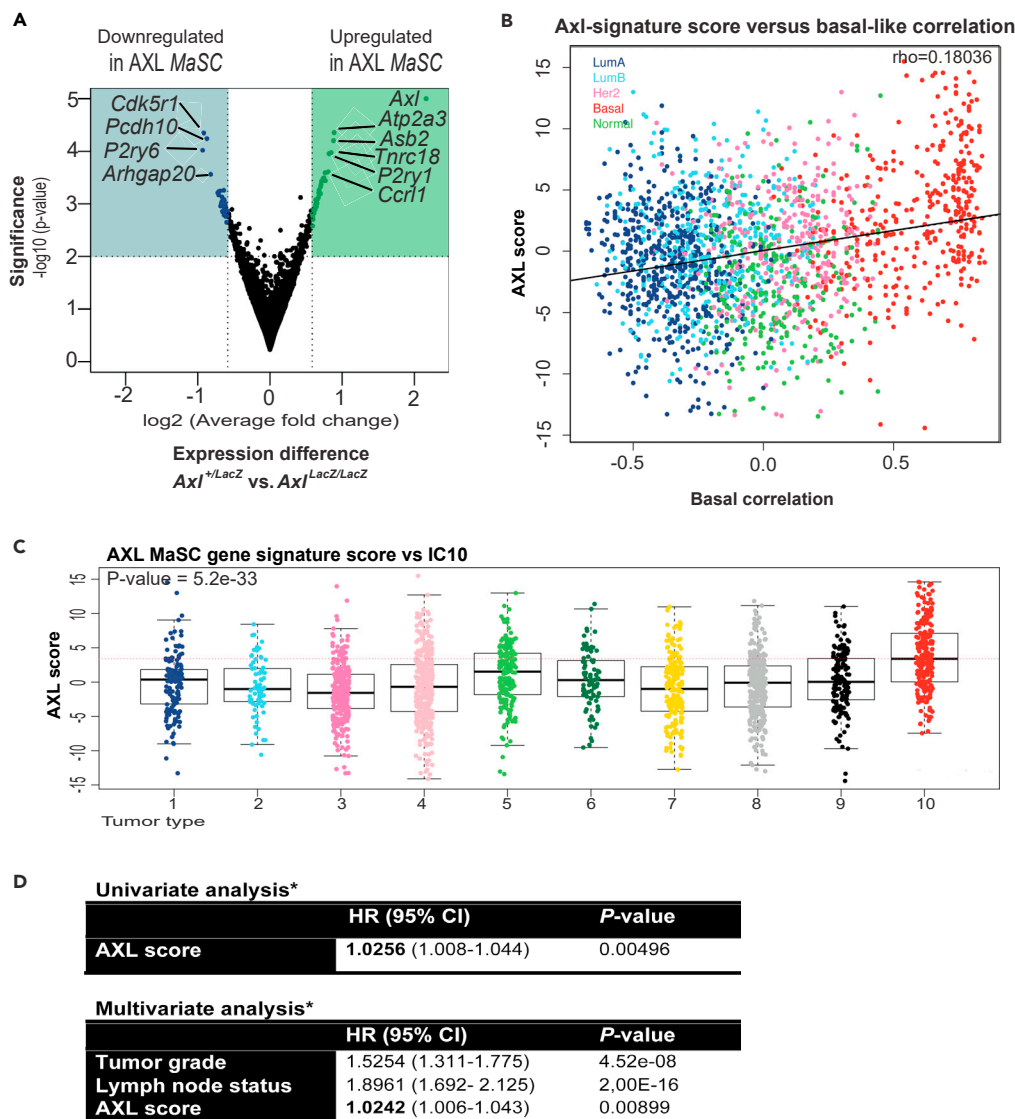 A
Downregulated
in AXL MaSC
Upregulated
in AXL MaSC
Cdk5r1
Pcdh10
P2ry6
Arhgap20
Axl
Atp2a3
Asb2
Tnrc18
P2ry1
Ccrl1
Significance
-log10 (p-value)
5
4
3
2
1
0
-2
-1
0
1
2
log2 (Average fold change)
Expression difference
Axl+/LacZ vs. AxlLacZ/LacZ
B
Axl-signature score versus basal-like correlation
rho=0.18036
LumA
LumB
Her2
Basal
Normal
AXL score
15
10
5
0
-5
-10
-15
-0.5
0.0
0.5
Basal correlation
C
AXL MaSC gene signature score vs IC10
P-value = 5.2e-33
AXL score
15
10
5
0
-5
-10
-15
1 2 3 4 5 6 7 8 9 10
Tumor type
D
Univariate analysis*
HR (95% CI) P-value
AXL score 1.0256 (1.008-1.044) 0.00496
Multivariate analysis*
HR (95% CI) P-value
Tumor grade 1.5254 (1.311-1.775) 4.52e-08
Lymph node status 1.8961 (1.692- 2.125) 2,00E-16
AXL score 1.0242 (1.006-1.043) 0.00899